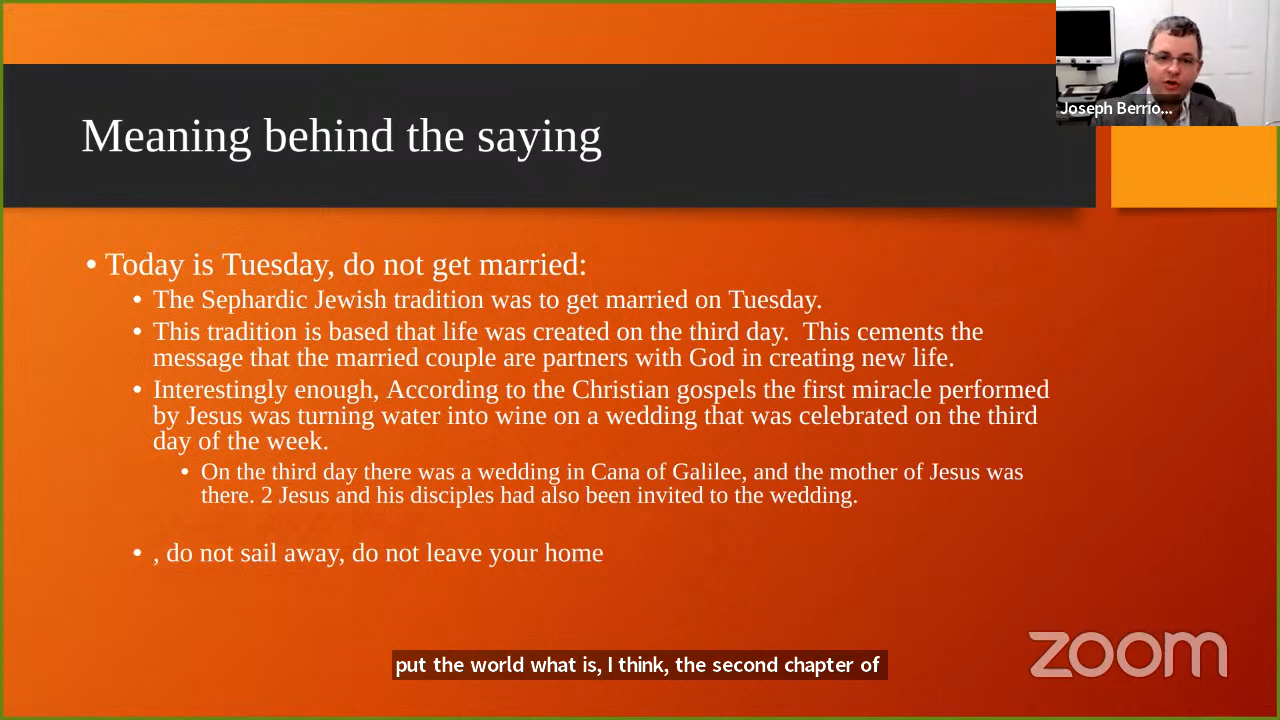 Joseph Berrio...
Meaning behind the saying
• Today is Tuesday, do not get married:
• The Sephardic Jewish tradition was to get married on Tuesday.
• This tradition is based that life was created on the third day.  This cements the
message that the married couple are partners with God in creating new life.
• Interestingly enough, According to the Christian gospels the first miracle performed
by Jesus was turning water into wine on a wedding that was celebrated on the third
day of the week.
• On the third day there was a wedding in Cana of Galilee, and the mother of Jesus was
there. 2 Jesus and his disciples had also been invited to the wedding.
• , do not sail away, do not leave your home
put the world what is, I think, the second chapter of
zoom